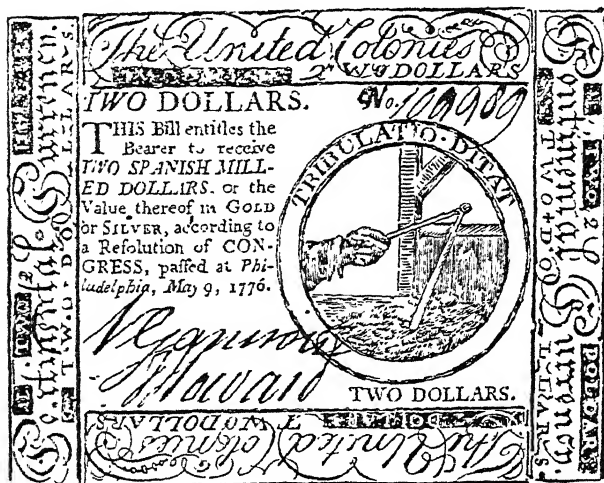 The United Colonies
TWO DOLLARS
TWO DOLLARS.
No. 109989
THIS Bill entitles the
Bearer to receive
TWO SPANISH MILL-
ED DOLLARS, or the
Value thereof in GOLD
or SILVER, according to
a Resolution of CON-
GRESS, passed at Phi-
ladelphia, May 9, 1776.
TRIBULATIO·DITAT
TWO DOLLARS.
The United Colonies
TWO DOLLARS
Continental Currency.
TWO DOLLARS.
Continental Currency.
TWO DOLLARS.